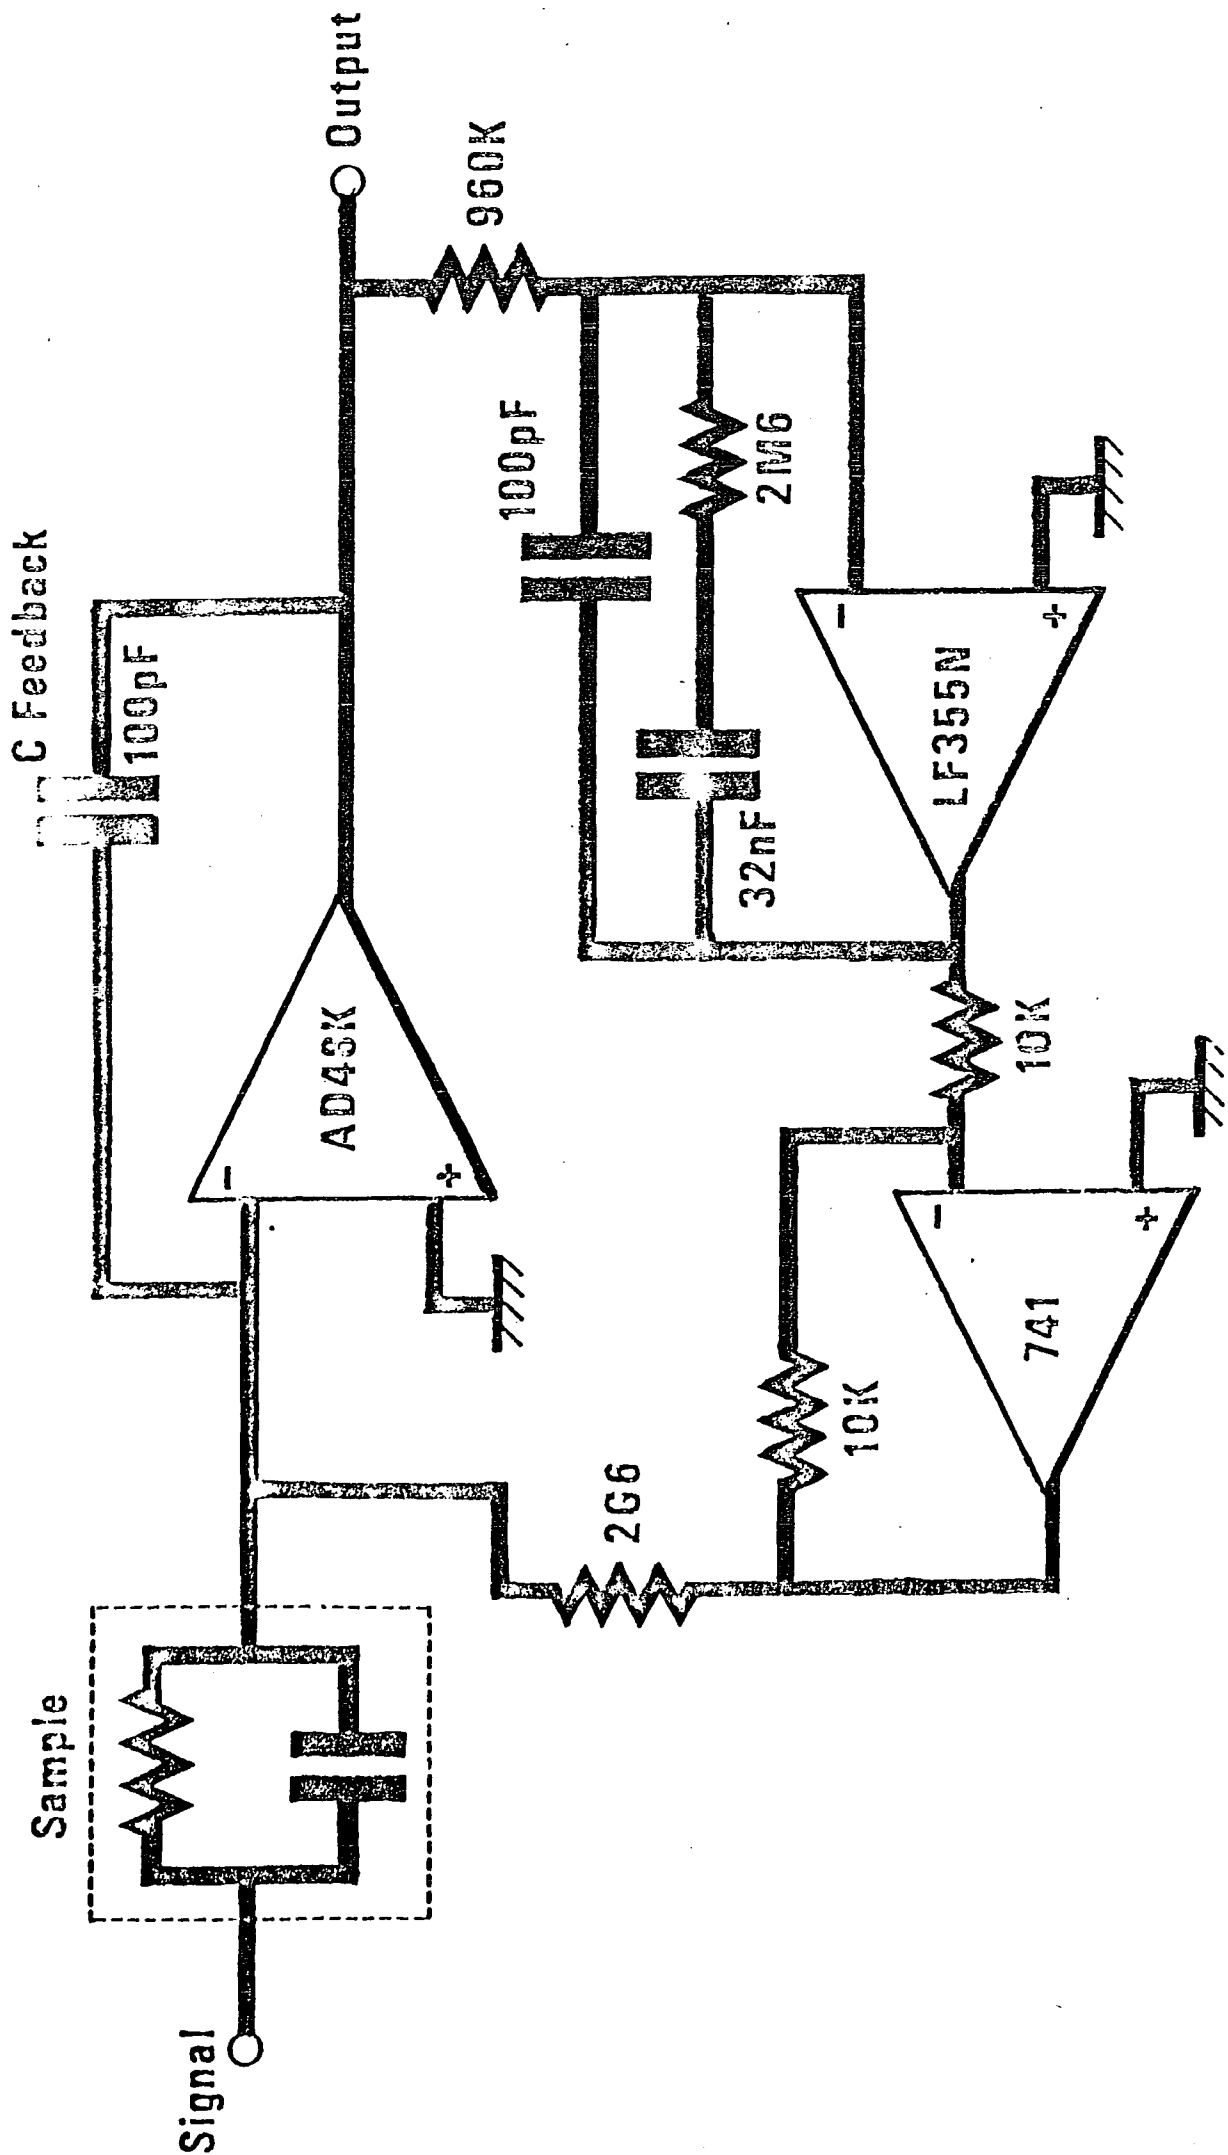 C Feedback
100pF
Sample
Signal
- AD48K +
Output
960K
100pF
2M6
32nF
2G6
10K
10K
- LF355N +
- 741 +